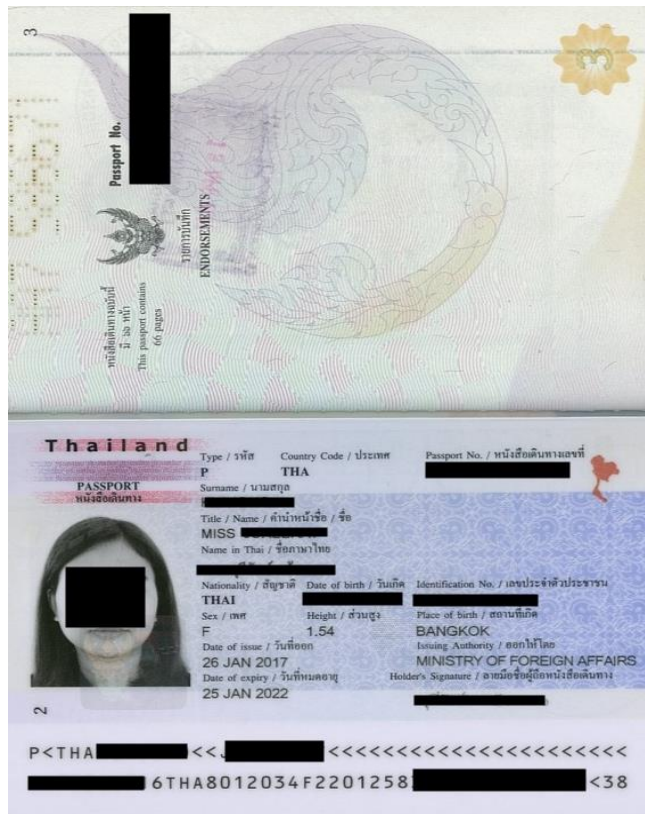 3
Passport No.
หนังสือเดินทางฉบับนี้
มี ๖๖ หน้า
This passport contains
66 pages
รายการบันทึก
ENDORSEMENTS
3
Thailand
PASSPORT
หนังสือเดินทาง
Type / รหัส Country Code / ประเทศ Passport No. / หนังสือเดินทางเลขที่
P THA
Surname / นามสกุล
Title / Name / คำนำหน้าชื่อ / ชื่อ
MISS
Name in Thai / ชื่อภาษาไทย
Nationality / สัญชาติ Date of birth / วันเกิด Identification No. / เลขประจำตัวประชาชน
THAI
Sex / เพศ Height / ส่วนสูง Place of birth / สถานที่เกิด
F 1.54 BANGKOK
Date of issue / วันที่ออก Issuing Authority / ออกให้โดย
26 JAN 2017 MINISTRY OF FOREIGN AFFAIRS
Date of expiry / วันที่หมดอายุ Holder's Signature / ลายมือชื่อผู้ถือหนังสือเดินทาง
25 JAN 2022
2
P<THA <<J <<<<<<<<<<<<<<<<<<<<<<<
6THA8012034F2201258 <38